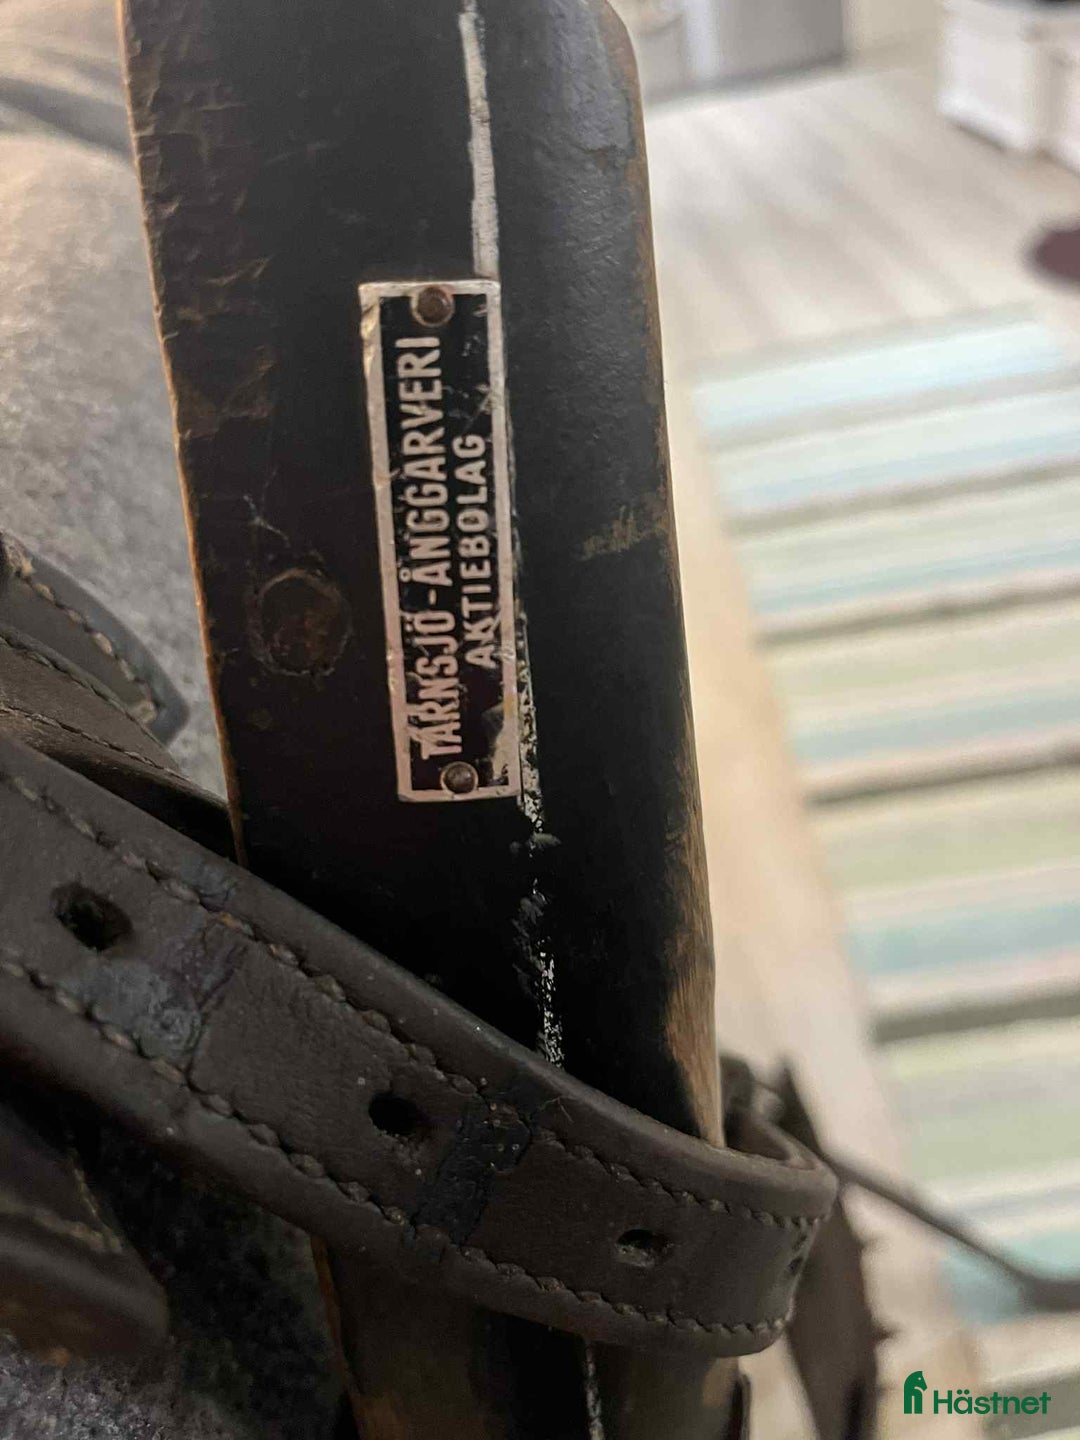 TÄRNSJÖ-ÅNGGARVERI
AKTIEBOLAG
Hästnet